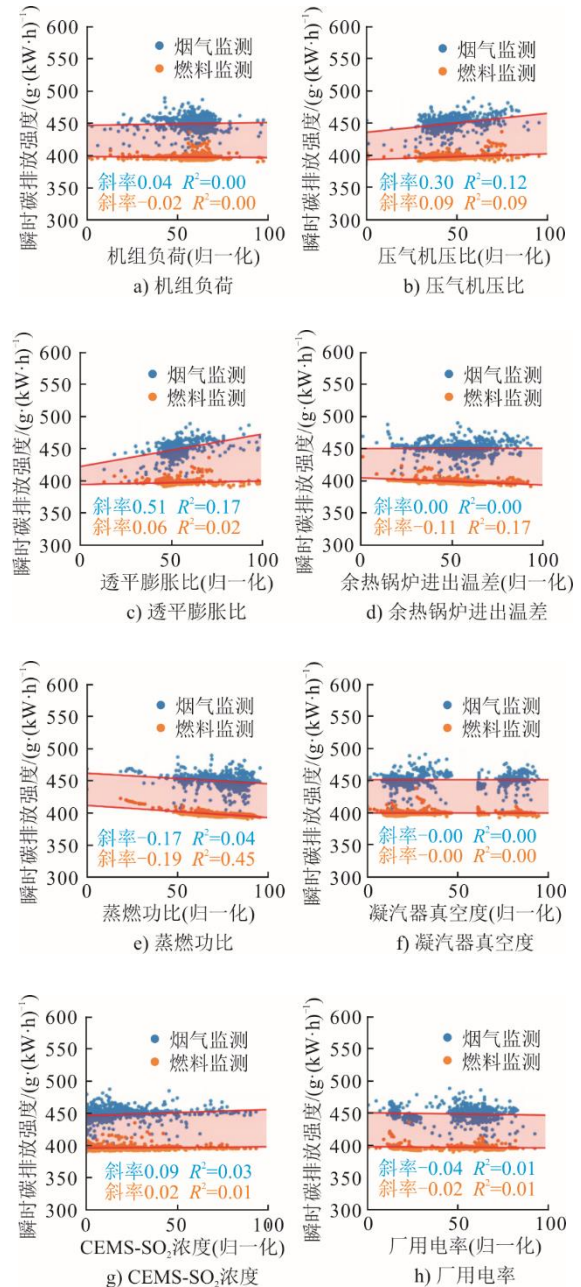 瞬时碳排放强度/(g·(kW·h)⁻¹)
600
550
500
450
400
350
300
烟气监测
燃料监测
斜率0.04 R²=0.00
斜率−0.02 R²=0.00
0 50 100
机组负荷(归一化)
a) 机组负荷
瞬时碳排放强度/(g·(kW·h)⁻¹)
600
550
500
450
400
350
300
烟气监测
燃料监测
斜率0.30 R²=0.12
斜率0.09 R²=0.09
0 50 100
压气机压比(归一化)
b) 压气机压比
瞬时碳排放强度/(g·(kW·h)⁻¹)
600
550
500
450
400
350
300
烟气监测
燃料监测
斜率0.51 R²=0.17
斜率0.06 R²=0.02
0 50 100
透平膨胀比(归一化)
c) 透平膨胀比
瞬时碳排放强度/(g·(kW·h)⁻¹)
600
550
500
450
400
350
300
烟气监测
燃料监测
斜率0.00 R²=0.00
斜率−0.11 R²=0.17
0 50 100
余热锅炉进出温差(归一化)
d) 余热锅炉进出温差
瞬时碳排放强度/(g·(kW·h)⁻¹)
600
550
500
450
400
350
300
烟气监测
燃料监测
斜率−0.17 R²=0.04
斜率−0.19 R²=0.45
0 50 100
蒸燃功比(归一化)
e) 蒸燃功比
瞬时碳排放强度/(g·(kW·h)⁻¹)
600
550
500
450
400
350
300
烟气监测
燃料监测
斜率−0.00 R²=0.00
斜率−0.00 R²=0.00
0 50 100
凝汽器真空度(归一化)
f) 凝汽器真空度
瞬时碳排放强度/(g·(kW·h)⁻¹)
600
550
500
450
400
350
300
烟气监测
燃料监测
斜率0.09 R²=0.03
斜率0.02 R²=0.01
0 50 100
CEMS-SO₂浓度(归一化)
g) CEMS-SO₂浓度
瞬时碳排放强度/(g·(kW·h)⁻¹)
600
550
500
450
400
350
300
烟气监测
燃料监测
斜率−0.04 R²=0.01
斜率−0.02 R²=0.01
0 50 100
厂用电率(归一化)
h) 厂用电率